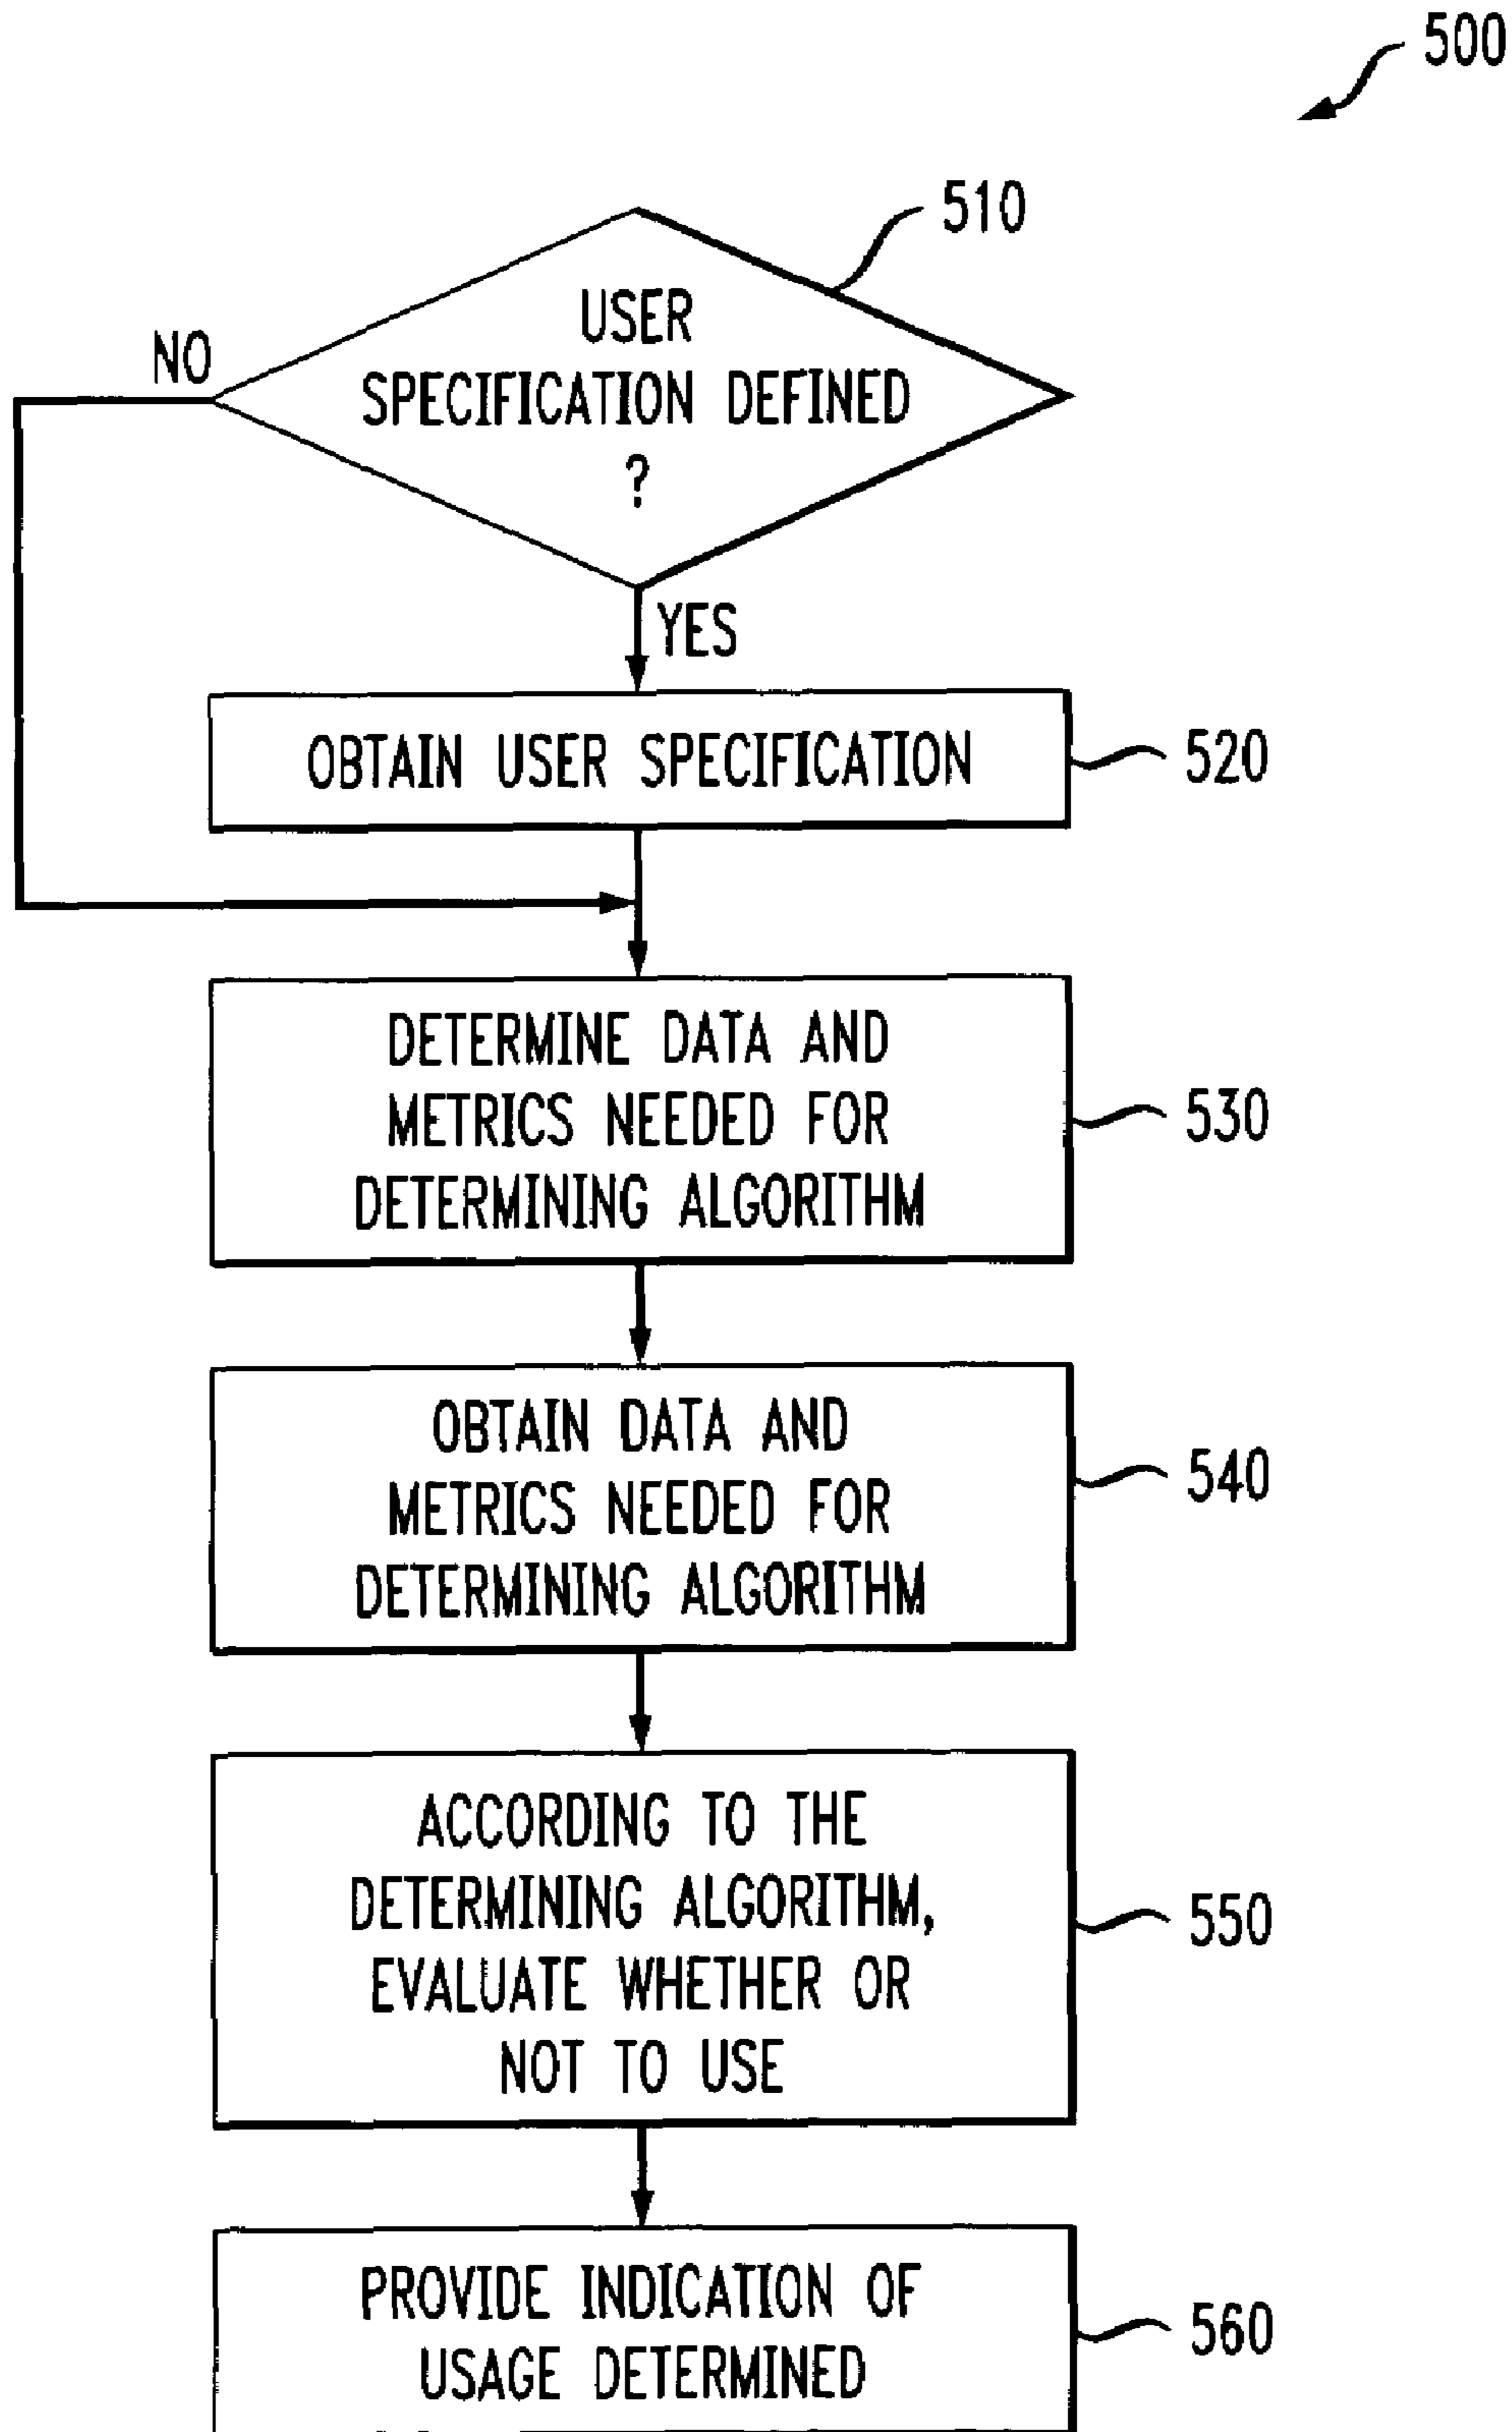 500
510
USER
SPECIFICATION DEFINED
?
NO
YES
OBTAIN USER SPECIFICATION
520
DETERMINE DATA AND
METRICS NEEDED FOR
DETERMINING ALGORITHM
530
OBTAIN DATA AND
METRICS NEEDED FOR
DETERMINING ALGORITHM
540
ACCORDING TO THE
DETERMINING ALGORITHM,
EVALUATE WHETHER OR
NOT TO USE
550
PROVIDE INDICATION OF
USAGE DETERMINED
560